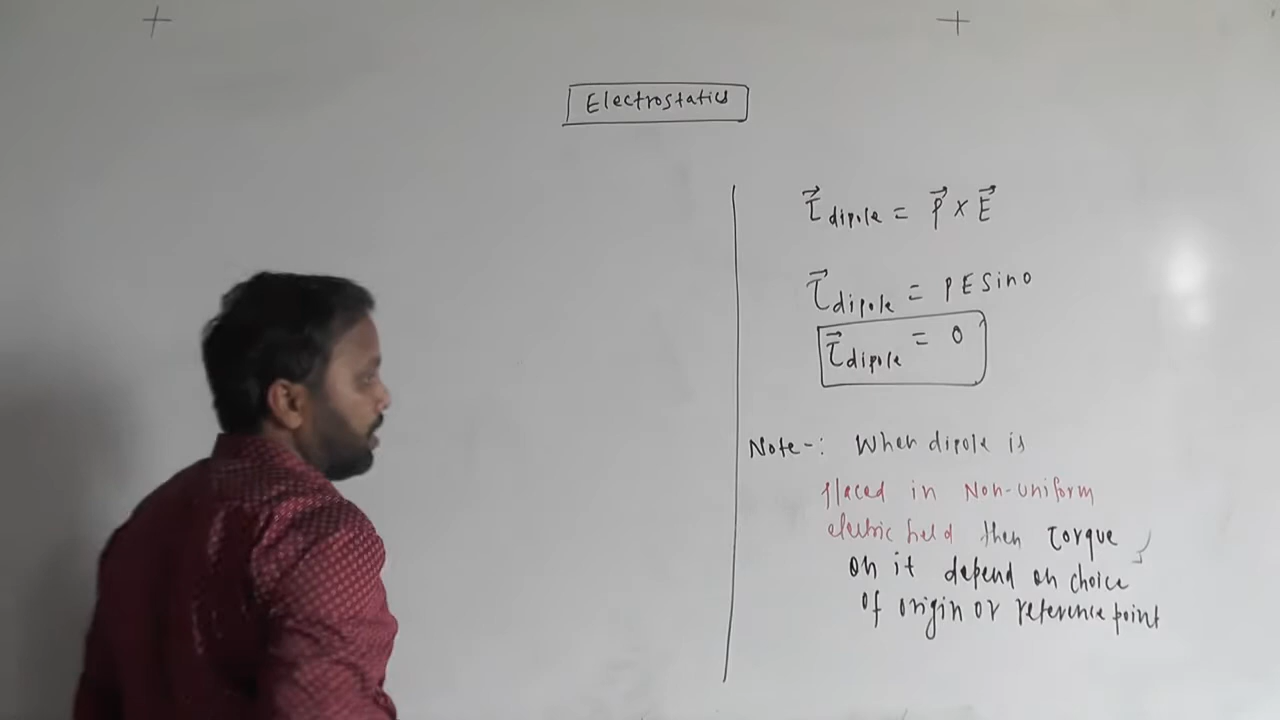 Electrostatics
τ⃗ dipole = P⃗ × E⃗
τ⃗ dipole = PE Sin0
τ⃗ dipole = 0
Note-: When dipole is
placed in Non-uniform
electric field then torque
on it depend on choice
of origin or reference point